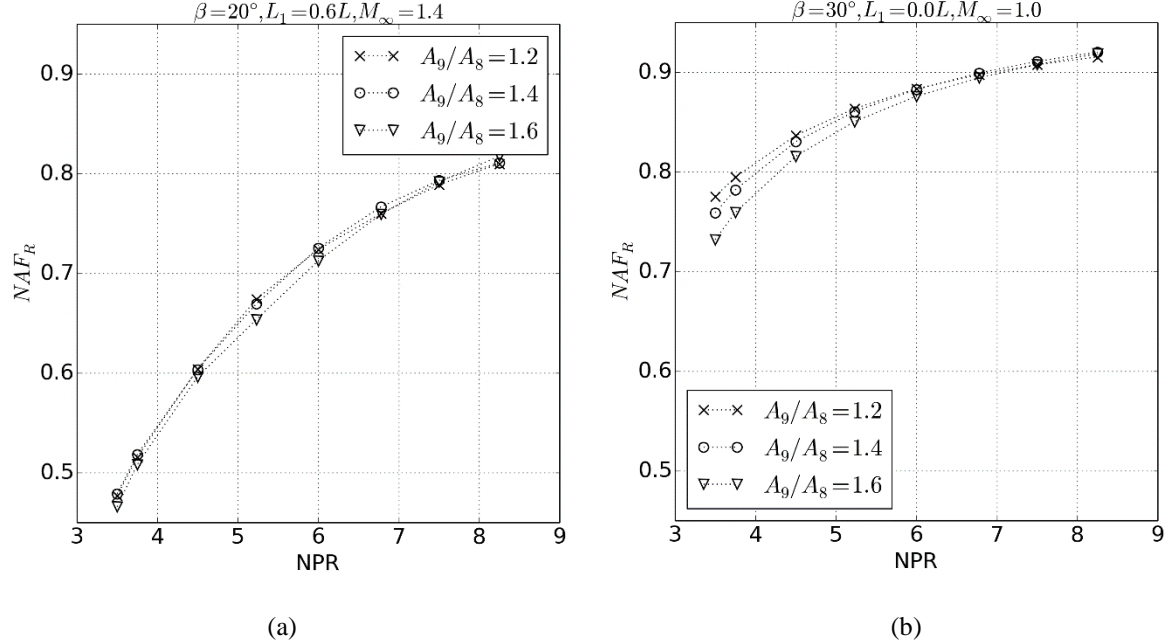 β=20°,L₁=0.6L,M∞=1.4
A₉/A₈=1.2
A₉/A₈=1.4
A₉/A₈=1.6
0.9
0.8
0.7
0.6
0.5
NAF_R
3 4 5 6 7 8 9
NPR
(a)
β=30°,L₁=0.0L,M∞=1.0
0.9
0.8
0.7
0.6
0.5
NAF_R
A₉/A₈=1.2
A₉/A₈=1.4
A₉/A₈=1.6
3 4 5 6 7 8 9
NPR
(b)